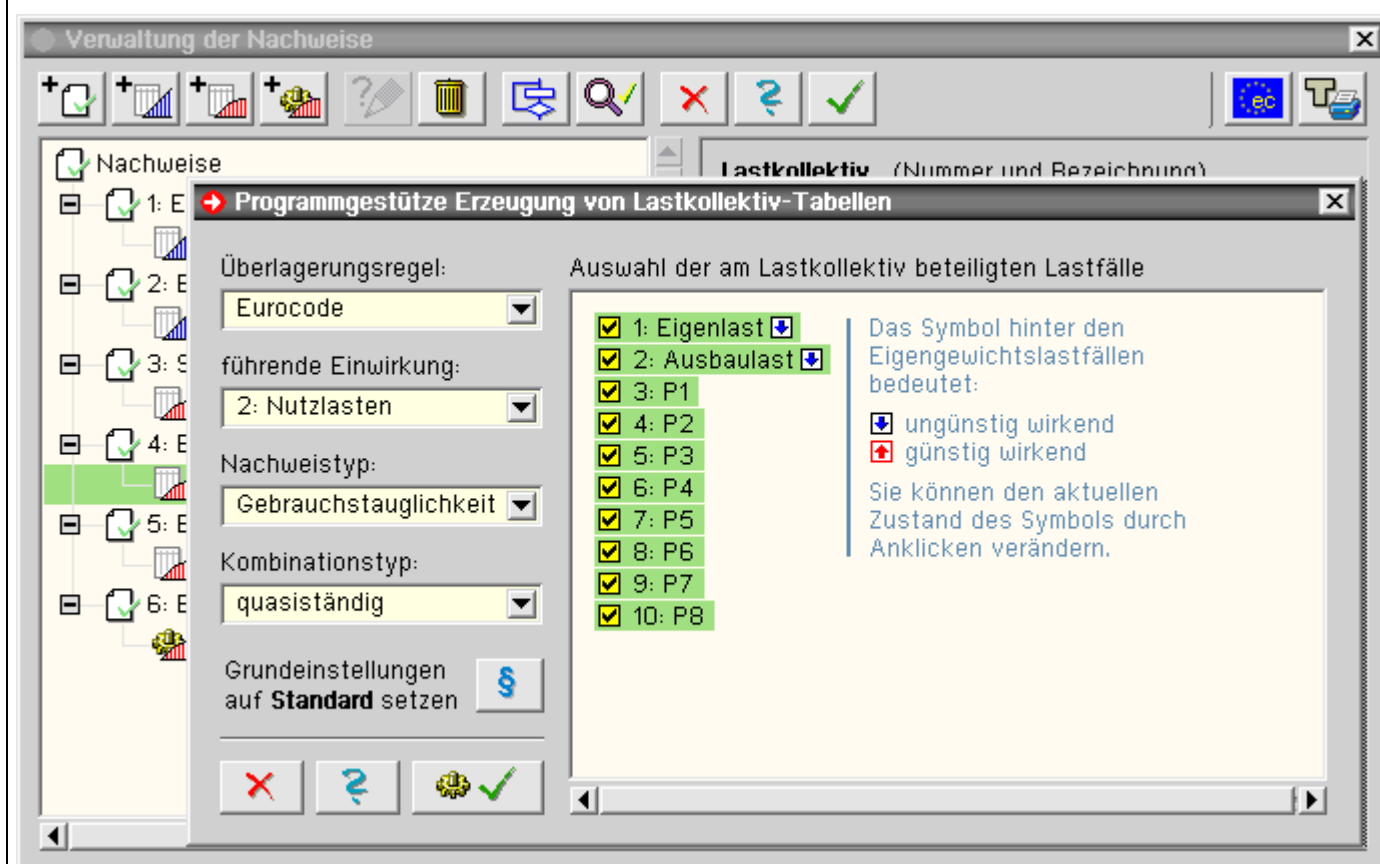 Verwaltung der Nachweise
ec
Nachweise
Lastkollektiv (Nummer und Bezeichnung)
1: E
2: E
3: S
4: E
5: E
6: E
Programmgestütze Erzeugung von Lastkollektiv-Tabellen
Überlagerungsregel:
Eurocode
führende Einwirkung:
2: Nutzlasten
Nachweistyp:
Gebrauchstauglichkeit
Kombinationstyp:
quasiständig
Grundeinstellungen
auf Standard setzen
§
Auswahl der am Lastkollektiv beteiligten Lastfälle
1: Eigenlast
2: Ausbaulast
3: P1
4: P2
5: P3
6: P4
7: P5
8: P6
9: P7
10: P8
Das Symbol hinter den
Eigengewichtslastfällen
bedeutet:
ungünstig wirkend
günstig wirkend
Sie können den aktuellen
Zustand des Symbols durch
Anklicken verändern.